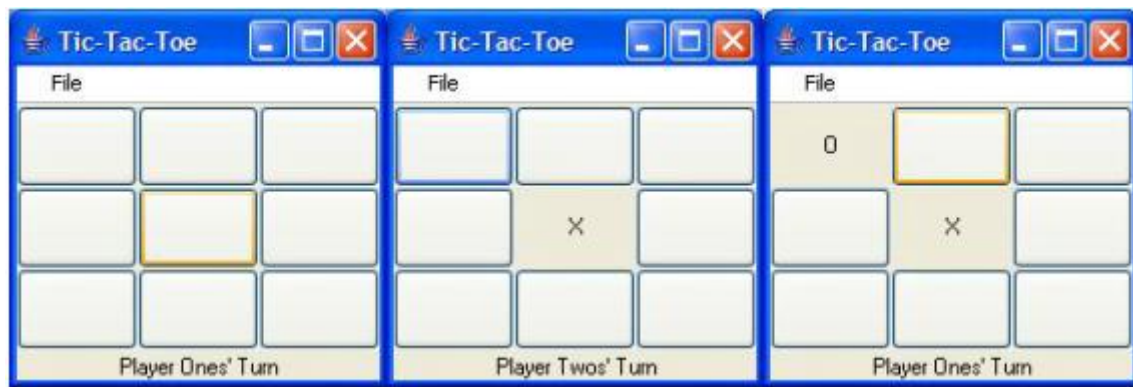 Tic-Tac-Toe
File
Player Ones' Turn
Tic-Tac-Toe
File
X
Player Twos' Turn
Tic-Tac-Toe
File
O
X
Player Ones' Turn